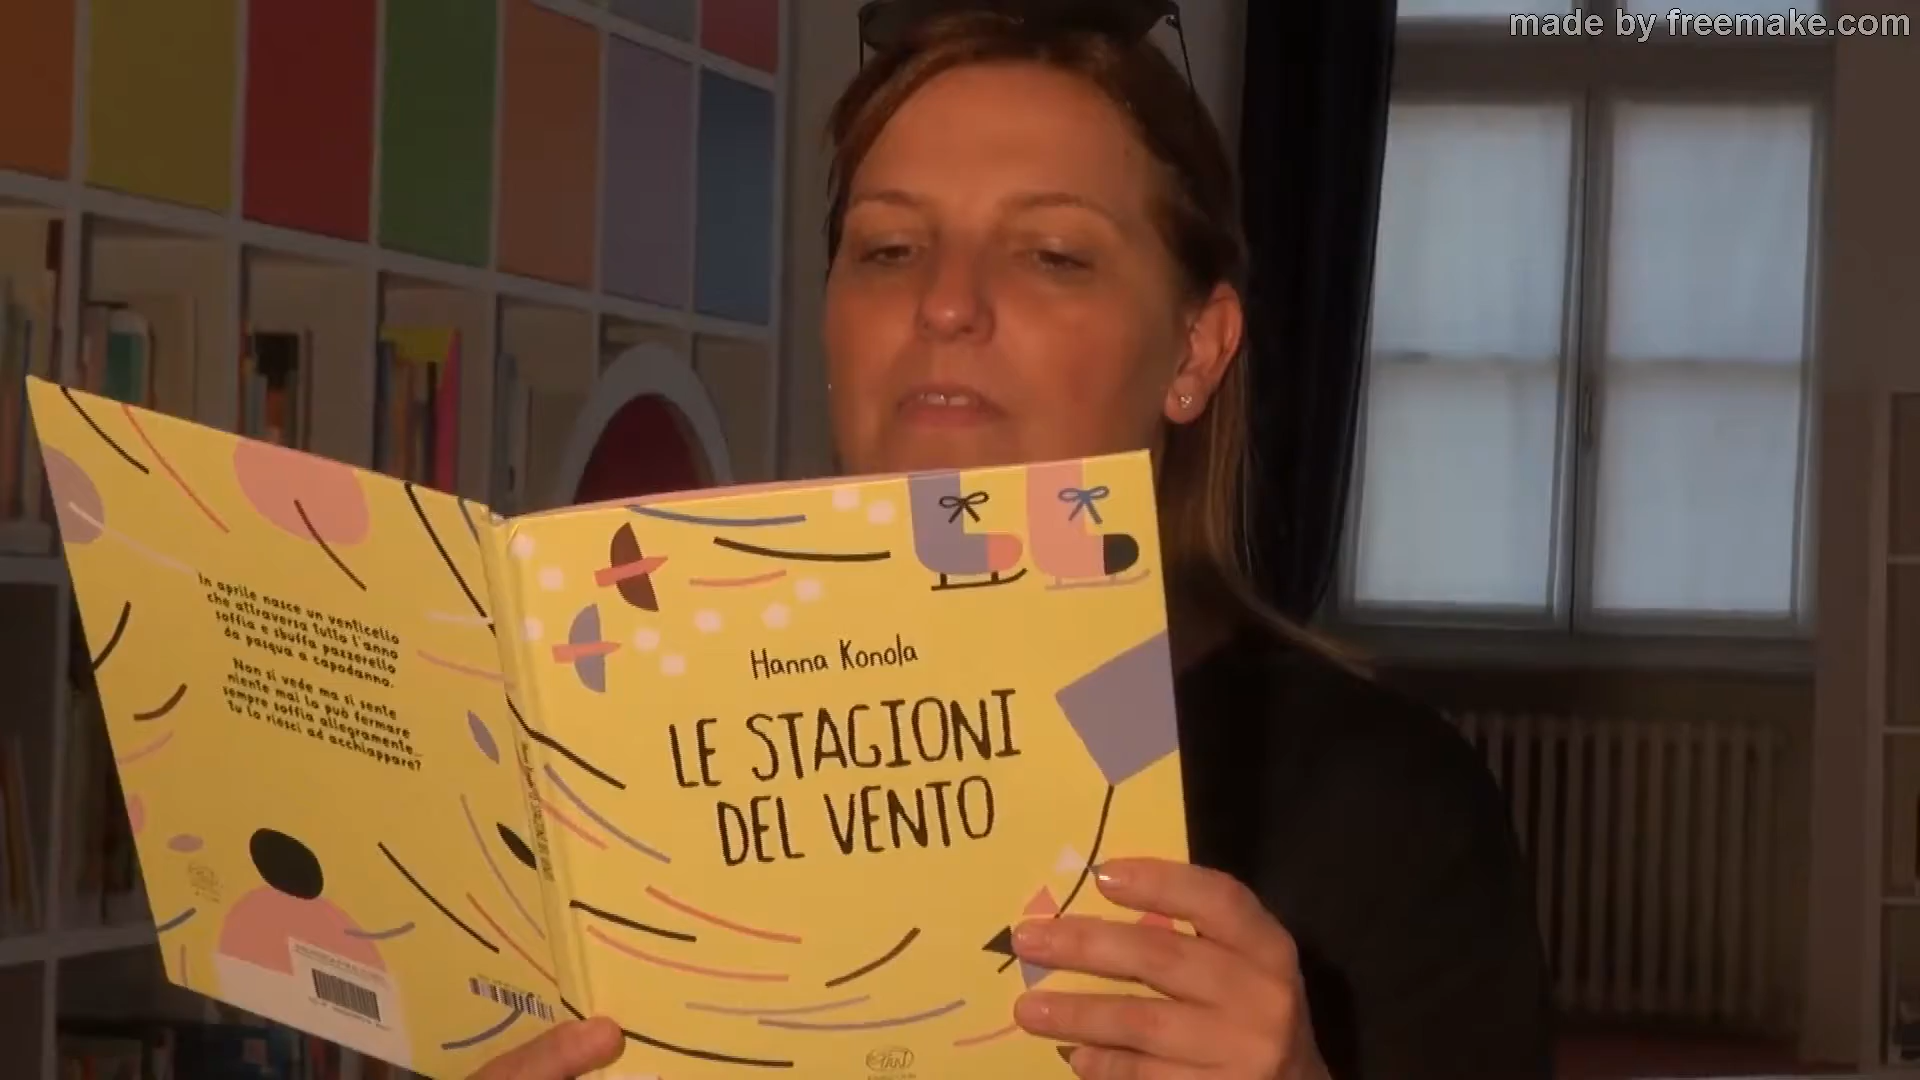 made by freemake.com
In aprile nasce un venticello
che attraversa tutto l'anno
soffia e sbuffa pazzerello
da pasqua a capodanno.
Non si vede ma si sente
niente mai lo può fermare
sempre soffia allegramente...
tu lo riesci ad acchiappare?
Hanna Konola
LE STAGIONI
DEL VENTO